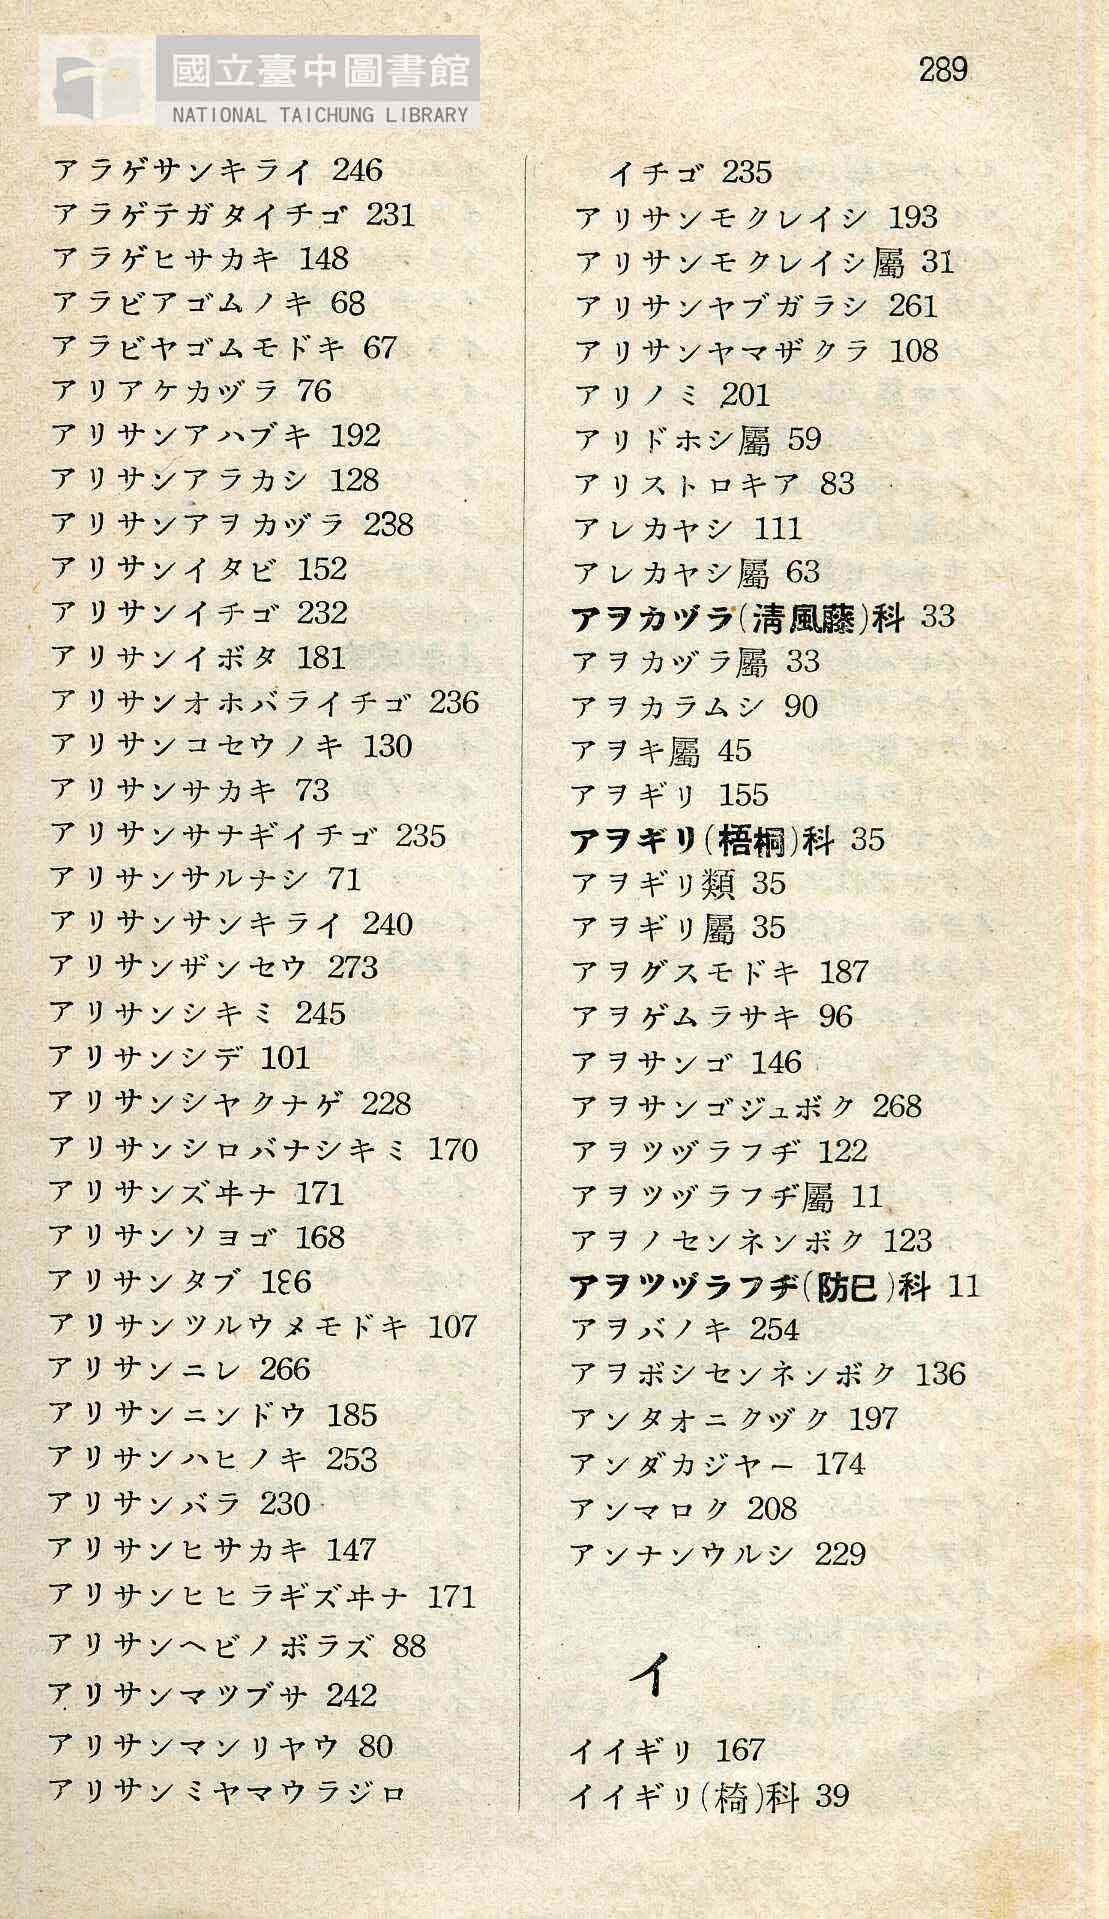 國立臺中圖書館
NATIONAL TAICHUNG LIBRARY
289
アラゲサンキライ 246
アラゲテガタイチゴ 231
アラゲヒサカキ 148
アラビアゴムノキ 68
アラビヤゴムモドキ 67
アリアケカヅラ 76
アリサンアハブキ 192
アリサンアラカシ 128
アリサンアヲカヅラ 238
アリサンイタビ 152
アリサンイチゴ 232
アリサンイボタ 181
アリサンオホバライチゴ 236
アリサンコセウノキ 130
アリサンサカキ 73
アリサンサナギイチゴ 235
アリサンサルナシ 71
アリサンサンキライ 240
アリサンザンセウ 273
アリサンシキミ 245
アリサンシデ 101
アリサンシヤクナゲ 228
アリサンシロバナシキミ 170
アリサンズヰナ 171
アリサンソヨゴ 168
アリサンタブ 186
アリサンツルウメモドキ 107
アリサンニレ 266
アリサンニンドウ 185
アリサンハヒノキ 253
アリサンバラ 230
アリサンヒサカキ 147
アリサンヒヒラギズヰナ 171
アリサンヘビノボラズ 88
アリサンマツブサ 242
アリサンマンリヤウ 80
アリサンミヤマウラジロ
イチゴ 235
アリサンモクレイシ 193
アリサンモクレイシ屬 31
アリサンヤブガラシ 261
アリサンヤマザクラ 108
アリノミ 201
アリドホシ屬 59
アリストロキア 83
アレカヤシ 111
アレカヤシ屬 63
アヲカヅラ(清風藤)科 33
アヲカヅラ屬 33
アヲカラムシ 90
アヲキ屬 45
アヲギリ 155
アヲギリ(梧桐)科 35
アヲギリ類 35
アヲギリ屬 35
アヲグスモドキ 187
アヲゲムラサキ 96
アヲサンゴ 146
アヲサンゴジュボク 268
アヲツヅラフヂ 122
アヲツヅラフヂ屬 11
アヲノセンネンボク 123
アヲツヅラフヂ(防巳)科 11
アヲバノキ 254
アヲボシセンネンボク 136
アンタオニクヅク 197
アンダカジヤー 174
アンマロク 208
アンナンウルシ 229
イ
イイギリ 167
イイギリ(椅)科 39